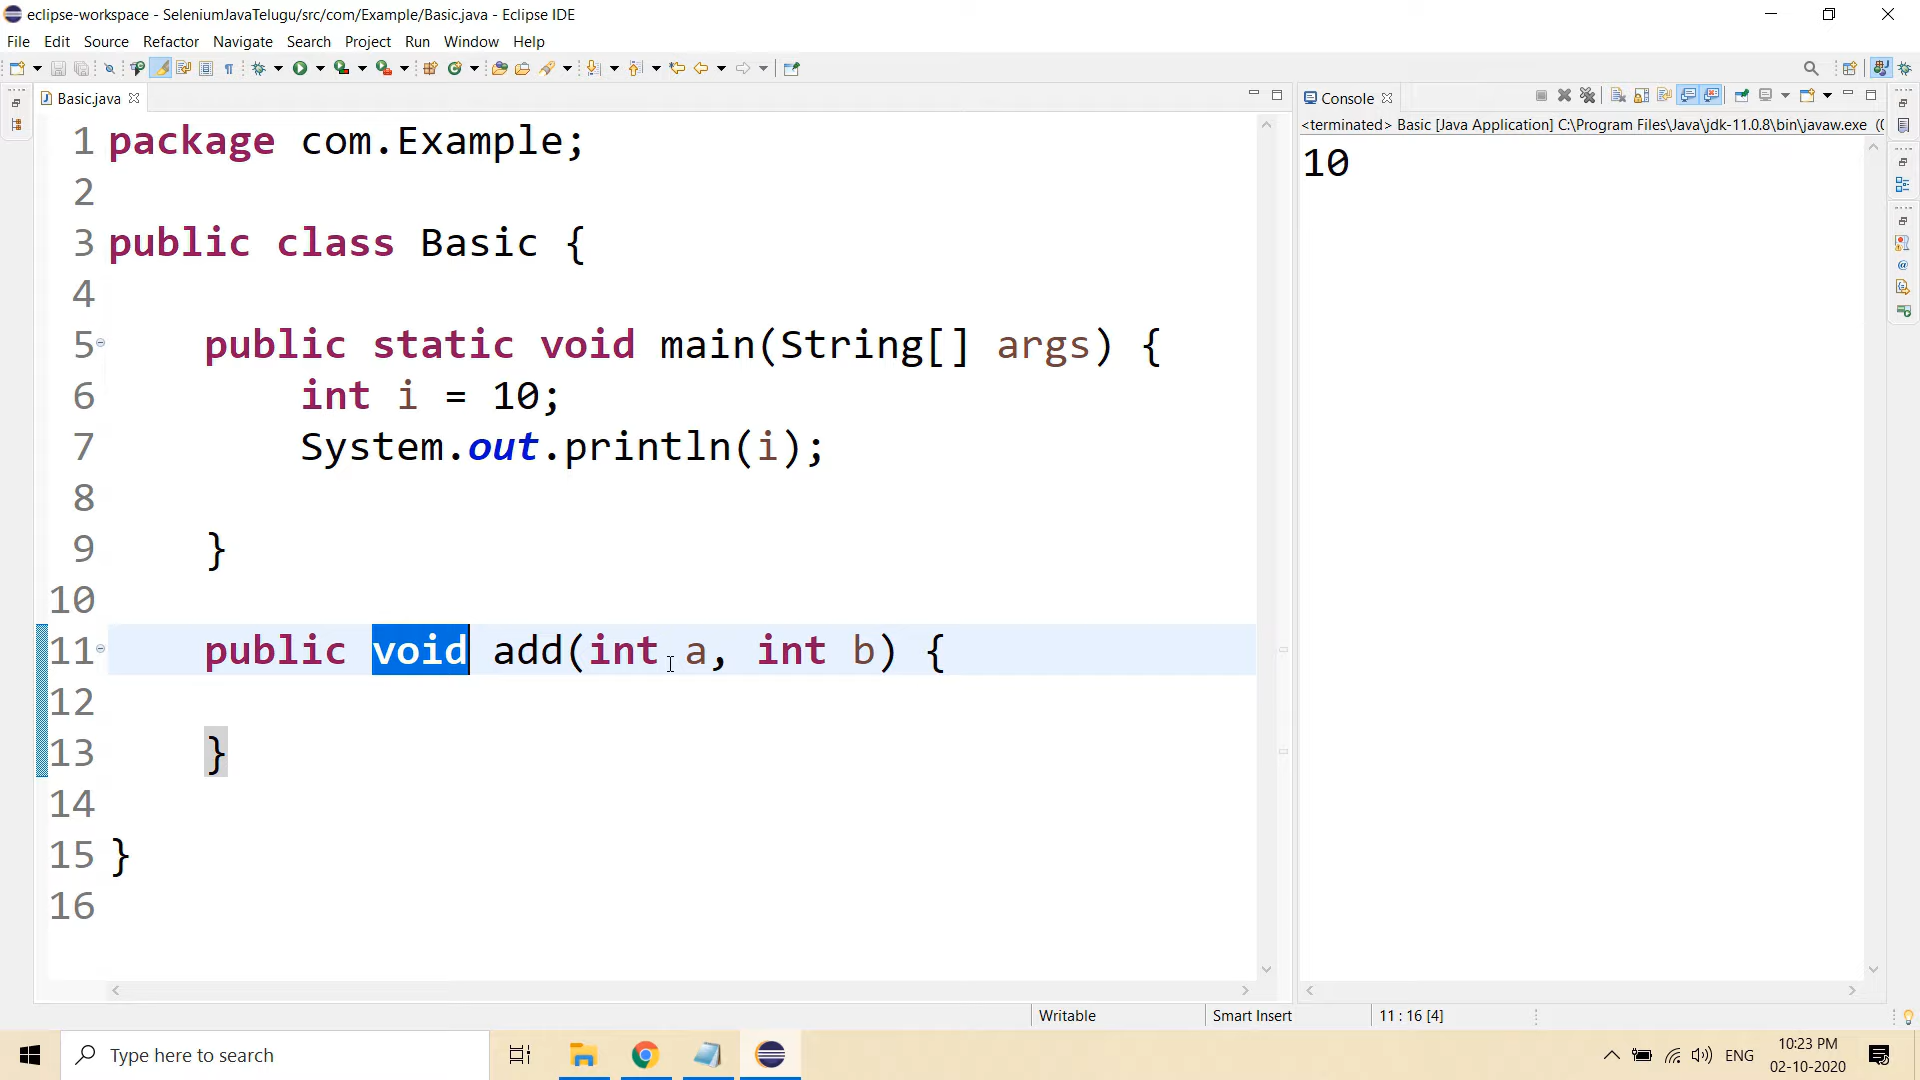 eclipse-workspace - SeleniumJavaTelugu/src/com/Example/Basic.java - Eclipse IDE
File Edit Source Refactor Navigate Search Project Run Window Help
Basic.java
1 package com.Example;
2
3 public class Basic {
4
5 public static void main(String[] args) {
6 int i = 10;
7 System.out.println(i);
8
9 }
10
11 public void add(int a, int b) {
12
13 }
14
15 }
16
Console
<terminated> Basic [Java Application] C:\Program Files\Java\jdk-11.0.8\bin\javaw.exe (0
10
Writable Smart Insert 11 : 16 [4]
Type here to search
ENG
10:23 PM
02-10-2020